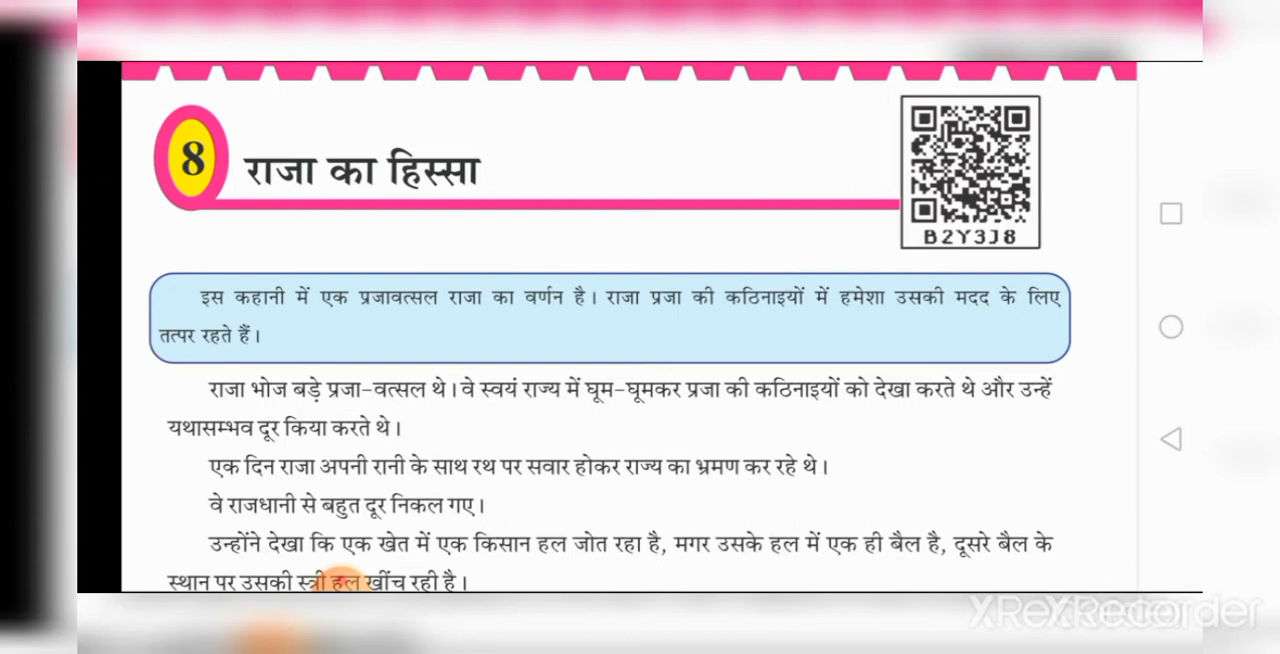 8
राजा का हिस्सा
B2Y3J8
इस कहानी में एक प्रजावत्सल राजा का वर्णन है। राजा प्रजा की कठिनाइयों में हमेशा उसकी मदद के लिए
तत्पर रहते हैं।
राजा भोज बड़े प्रजा-वत्सल थे। वे स्वयं राज्य में घूम-घूमकर प्रजा की कठिनाइयों को देखा करते थे और उन्हें
यथासम्भव दूर किया करते थे।
एक दिन राजा अपनी रानी के साथ रथ पर सवार होकर राज्य का भ्रमण कर रहे थे।
वे राजधानी से बहुत दूर निकल गए।
उन्होंने देखा कि एक खेत में एक किसान हल जोत रहा है, मगर उसके हल में एक ही बैल है, दूसरे बैल के
स्थान पर उसकी स्त्री हल खींच रही है।
XRecorder